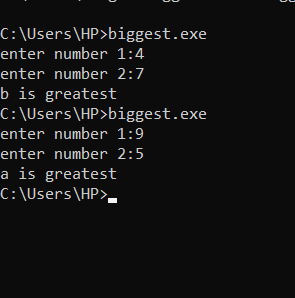 C:\Users\HP>biggest.exe
enter number 1:4
enter number 2:7
b is greatest
C:\Users\HP>biggest.exe
enter number 1:9
enter number 2:5
a is greatest
C:\Users\HP>